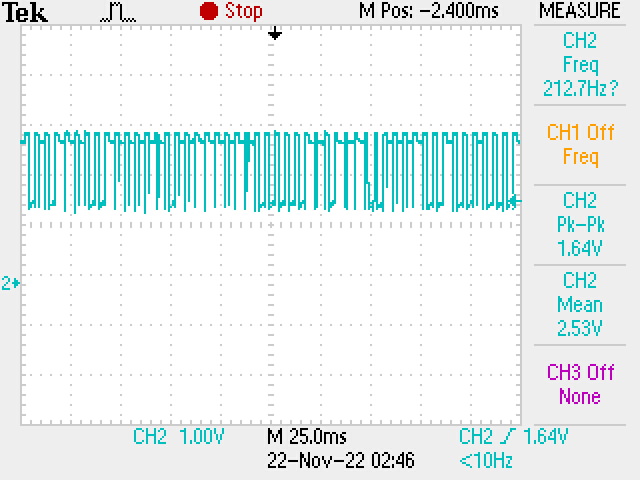 Tek
Stop
M Pos: -2.400ms
MEASURE
CH2
Freq
212.7Hz?
CH1 Off
Freq
CH2
Pk-Pk
1.64V
CH2
Mean
2.53V
CH3 Off
None
2
CH2 1.00V
M 25.0ms
CH2 1.64V
22-Nov-22 02:46
<10Hz